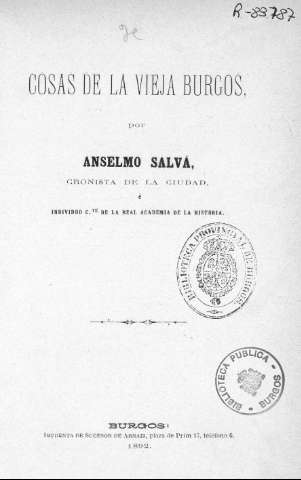 R-83787
COSAS DE LA VIEJA BURGOS,
por
ANSELMO SALVÁ,
CRONISTA DE LA CIUDAD,
é
INDIVIDUO C.TE DE LA REAL ACADEMIA DE LA HISTORIA.
BIBLIOTECA PROVINCIAL DE BURGOS
BIBLIOTECA PUBLICA
BURGOS
BURGOS:
IMPRENTA DE SUCESOR DE ARNAIZ, plaza de Prim 17, teléfono 6.
1892.